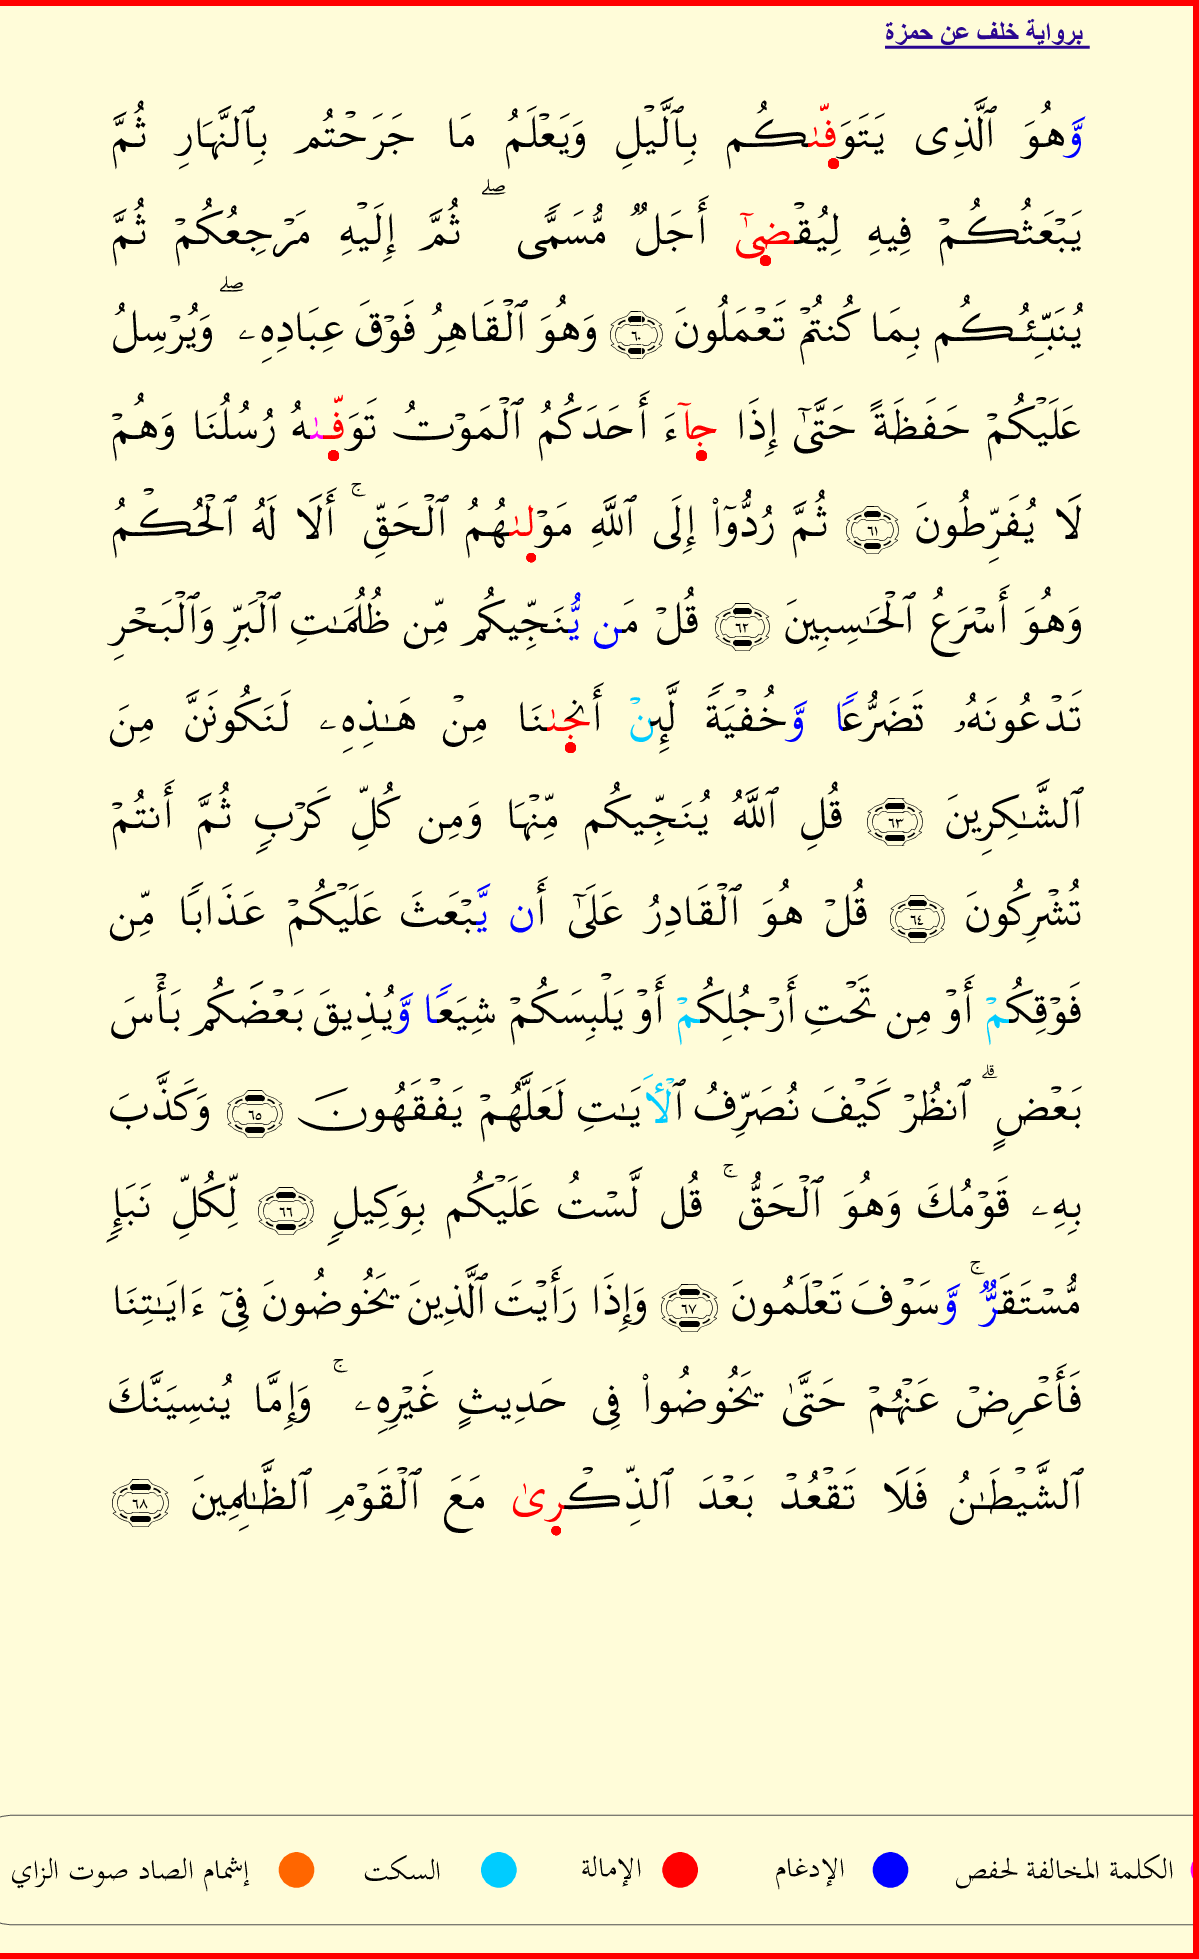 برواية خلف عن حمزة
وَّهُوَ ٱلَّذِى يَتَوَفّىٰكُم بِٱلَّيْلِ وَيَعْلَمُ مَا جَرَحْتُم بِٱلنَّهَارِ ثُمَّ
يَبْعَثُكُمْ فِيهِ لِيُقْضِىٰٓ أَجَلٌ مُّسَمًّى ۖ ثُمَّ إِلَيْهِ مَرْجِعُكُمْ ثُمَّ
يُنَبِّئُكُم بِمَا كُنتُمْ تَعْمَلُونَ ٦٠ وَهُوَ ٱلْقَاهِرُ فَوْقَ عِبَادِهِۦ ۖ وَيُرْسِلُ
عَلَيْكُمْ حَفَظَةً حَتَّىٰٓ إِذَا جآءَ أَحَدَكُمُ ٱلْمَوْتُ تَوَفّىٰهُ رُسُلُنَا وَهُمْ
لَا يُفَرِّطُونَ ٦١ ثُمَّ رُدُّوٓا۟ إِلَى ٱللَّهِ مَوْلىٰهُمُ ٱلْحَقِّ ۚ أَلَا لَهُ ٱلْحُكْمُ
وَهُوَ أَسْرَعُ ٱلْحَـٰسِبِينَ ٦٢ قُلْ مَن يُّنَجِّيكُم مِّن ظُلُمَـٰتِ ٱلْبَرِّ وَٱلْبَحْرِ
تَدْعُونَهُۥ تَضَرُّعًا وَّخُفْيَةً لَّئِنْ أَنجىٰنَا مِنْ هَـٰذِهِۦ لَنَكُونَنَّ مِنَ
ٱلشَّـٰكِرِينَ ٦٣ قُلِ ٱللَّهُ يُنَجِّيكُم مِّنْهَا وَمِن كُلِّ كَرْبٍ ثُمَّ أَنتُمْ
تُشْرِكُونَ ٦٤ قُلْ هُوَ ٱلْقَادِرُ عَلَىٰٓ أَن يَّبْعَثَ عَلَيْكُمْ عَذَابًا مِّن
فَوْقِكُمْ أَوْ مِن تَحْتِ أَرْجُلِكُمْ أَوْ يَلْبِسَكُمْ شِيَعًا وَّيُذِيقَ بَعْضَكُم بَأْسَ
بَعْضٍ ۗ ٱنظُرْ كَيْفَ نُصَرِّفُ ٱلْأَيَـٰتِ لَعَلَّهُمْ يَفْقَهُونَ ٦٥ وَكَذَّبَ
بِهِۦ قَوْمُكَ وَهُوَ ٱلْحَقُّ ۚ قُل لَّسْتُ عَلَيْكُم بِوَكِيلٍ ٦٦ لِّكُلِّ نَبَإٍ
مُّسْتَقَرٌّ ۚ وَّسَوْفَ تَعْلَمُونَ ٦٧ وَإِذَا رَأَيْتَ ٱلَّذِينَ يَخُوضُونَ فِىٓ ءَايَـٰتِنَا
فَأَعْرِضْ عَنْهُمْ حَتَّىٰ يَخُوضُوا۟ فِى حَدِيثٍ غَيْرِهِۦ ۚ وَإِمَّا يُنسِيَنَّكَ
ٱلشَّيْطَـٰنُ فَلَا تَقْعُدْ بَعْدَ ٱلذِّكْرِىٰ مَعَ ٱلْقَوْمِ ٱلظَّـٰلِمِينَ ٦٨
الكلمة المخالفة لحفص الإدغام الإمالة السكت إشمام الصاد صوت الزاي